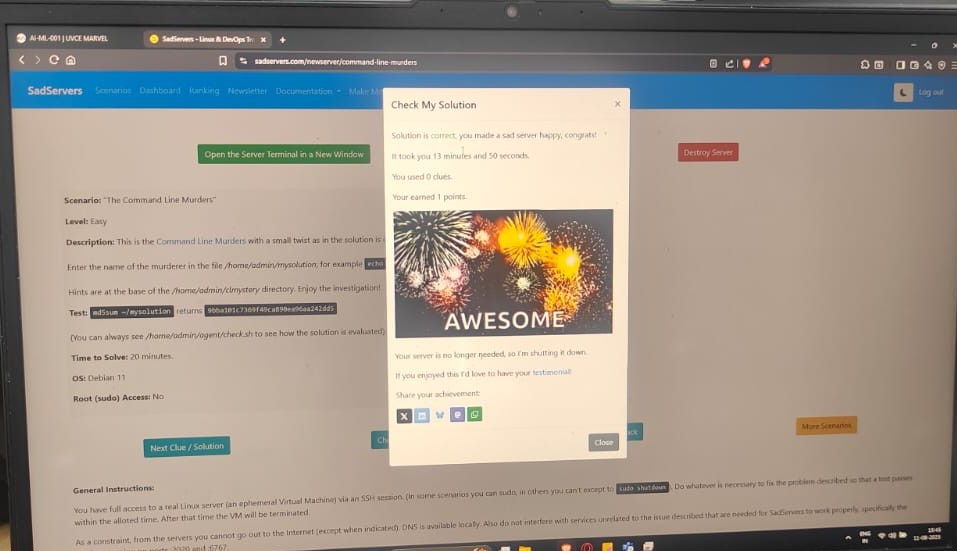 AI-ML-001 | UVCE MARVEL
SadServers - Linux & DevOps Tr
sadservers.com/newserver/command-line-murders
SadServers Scenarios Dashboard Ranking Newsletter Documentation Make Me Log out
Check My Solution
Open the Server Terminal in a New Window
Destroy Server
Solution is correct, you made a sad server happy, congrats!
It took you 13 minutes and 50 seconds.
You used 0 clues.
Your earned 1 points.
AWESOME
Your server is no longer needed, so I'm shutting it down.
If you enjoyed this I'd love to have your testimonial!
Share your achievement:
Close
Scenario: "The Command Line Murders"
Level: Easy
Description: This is the Command Line Murders with a small twist as in the solution is
Enter the name of the murderer in the file /home/admin/mysolution, for example echo
Hints are at the base of the /home/admin/clmystery directory. Enjoy the investigation!
Test: md5sum ~/mysolution returns
(You can always see /home/admin/agent/check.sh to see how the solution is evaluated)
Time to Solve: 20 minutes.
OS: Debian 11
Root (sudo) Access: No
Next Clue / Solution
Ch
ck
More Scenarios
General Instructions:
You have full access to a real Linux server (an ephemeral Virtual Machine) via an SSH session. (In some scenarios you can sudo, in others you can't except to sudo shutdown . Do whatever is necessary to fix the problem described so that a test passes
within the alloted time. After that time the VM will be terminated.
As a constraint, from the servers you cannot go out to the Internet (except when indicated). DNS is available locally. Also do not interfere with services unrelated to the issue described that are needed for SadServers to work properly, specifically the
:6767.
ENG
IN
15:45
12-08-2025